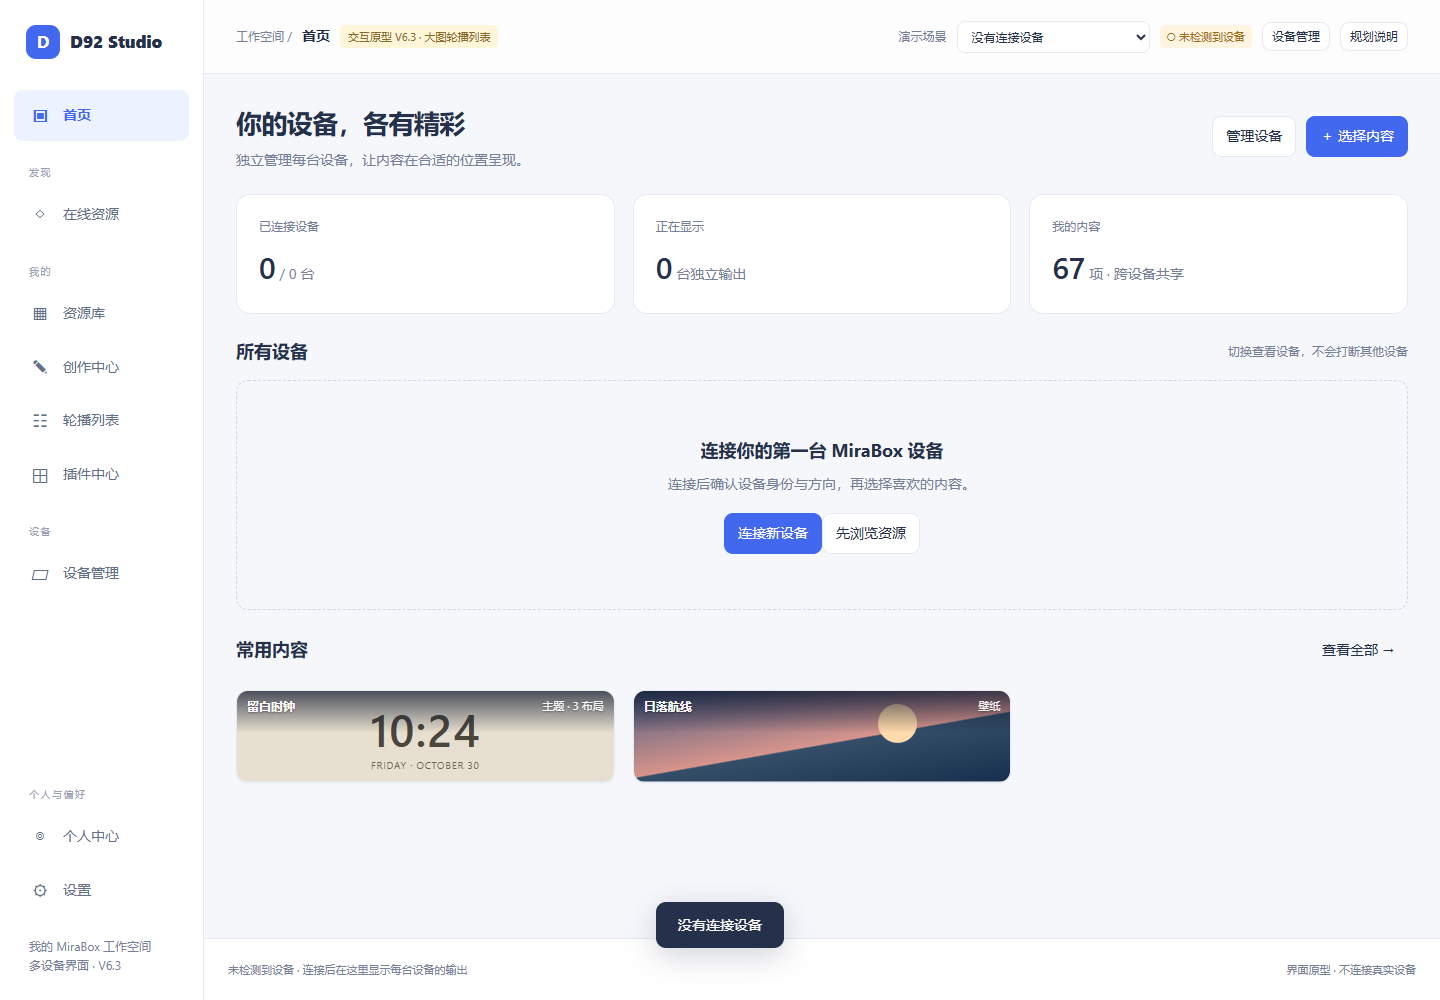 D D92 Studio
首页
发现
在线资源
我的
资源库
创作中心
轮播列表
插件中心
设备
设备管理
个人与偏好
个人中心
设置
我的 MiraBox 工作空间
多设备界面 · V6.3
工作空间 / 首页 交互原型 V6.3 · 大图轮播列表
演示场景 没有连接设备 未检测到设备 设备管理 规划说明
你的设备，各有精彩
独立管理每台设备，让内容在合适的位置呈现。
管理设备 ＋ 选择内容
已连接设备
0 / 0 台
正在显示
0 台独立输出
我的内容
67 项 · 跨设备共享
所有设备
切换查看设备，不会打断其他设备
连接你的第一台 MiraBox 设备
连接后确认设备身份与方向，再选择喜欢的内容。
连接新设备 先浏览资源
常用内容
查看全部 →
留白时钟 主题 · 3 布局
10:24
FRIDAY · OCTOBER 30
日落航线 壁纸
没有连接设备
未检测到设备 · 连接后在这里显示每台设备的输出
界面原型 · 不连接真实设备